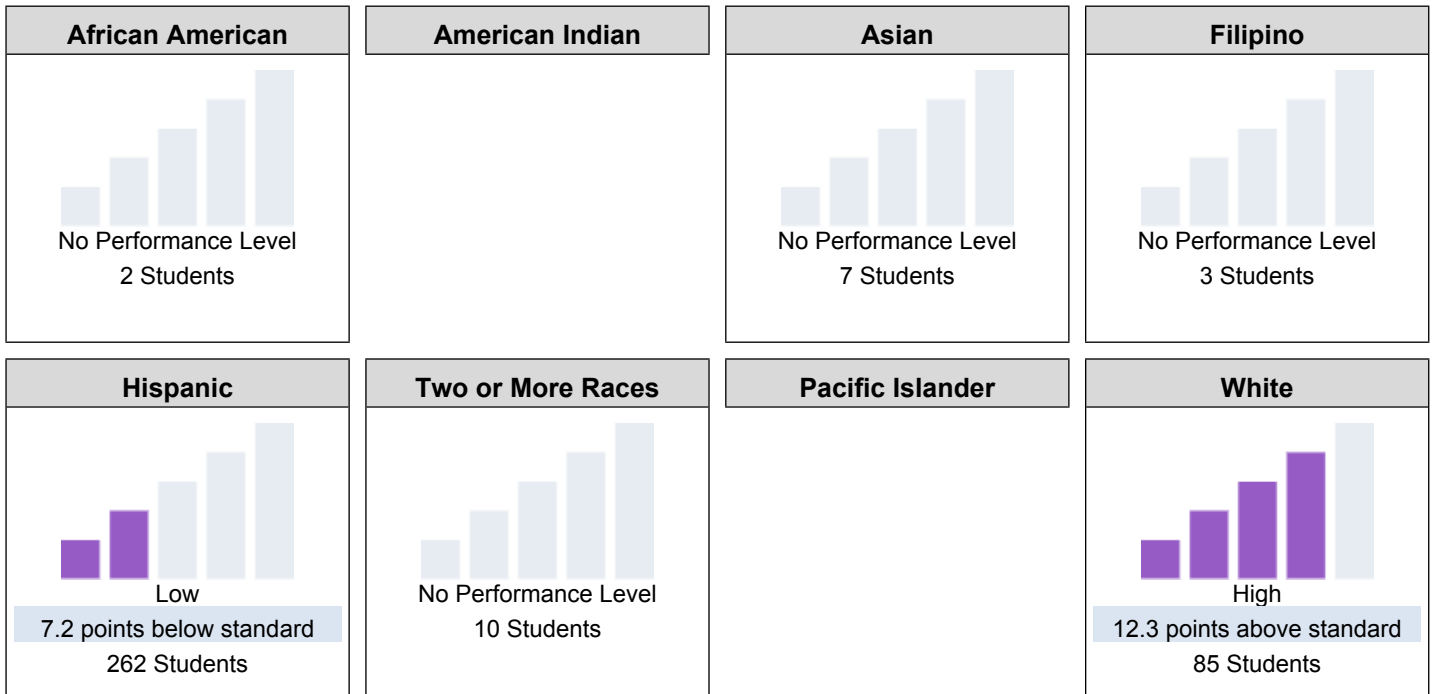 African American
American Indian
Asian
Filipino
No Performance Level
2 Students
No Performance Level
7 Students
No Performance Level
3 Students
Hispanic
Two or More Races
Pacific Islander
White
Low
7.2 points below standard
262 Students
No Performance Level
10 Students
High
12.3 points above standard
85 Students